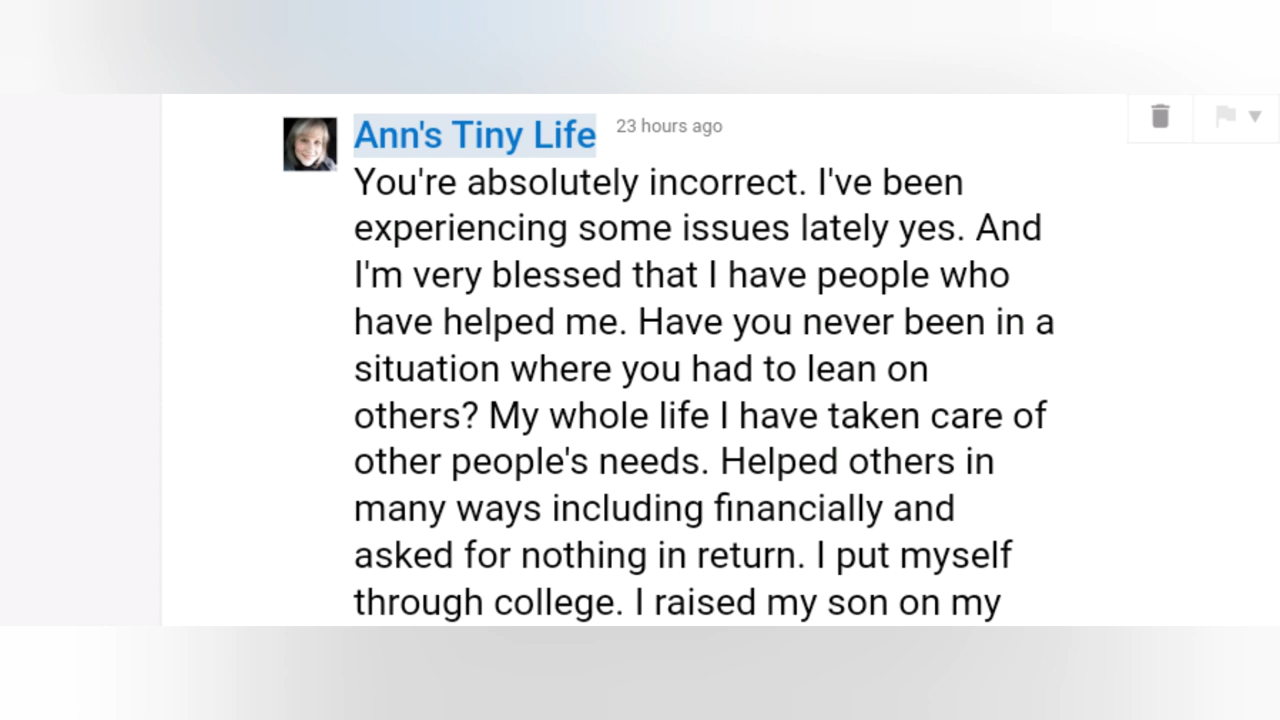 Ann's Tiny Life 23 hours ago
You're absolutely incorrect. I've been
experiencing some issues lately yes. And
I'm very blessed that I have people who
have helped me. Have you never been in a
situation where you had to lean on
others? My whole life I have taken care of
other people's needs. Helped others in
many ways including financially and
asked for nothing in return. I put myself
through college. I raised my son on my